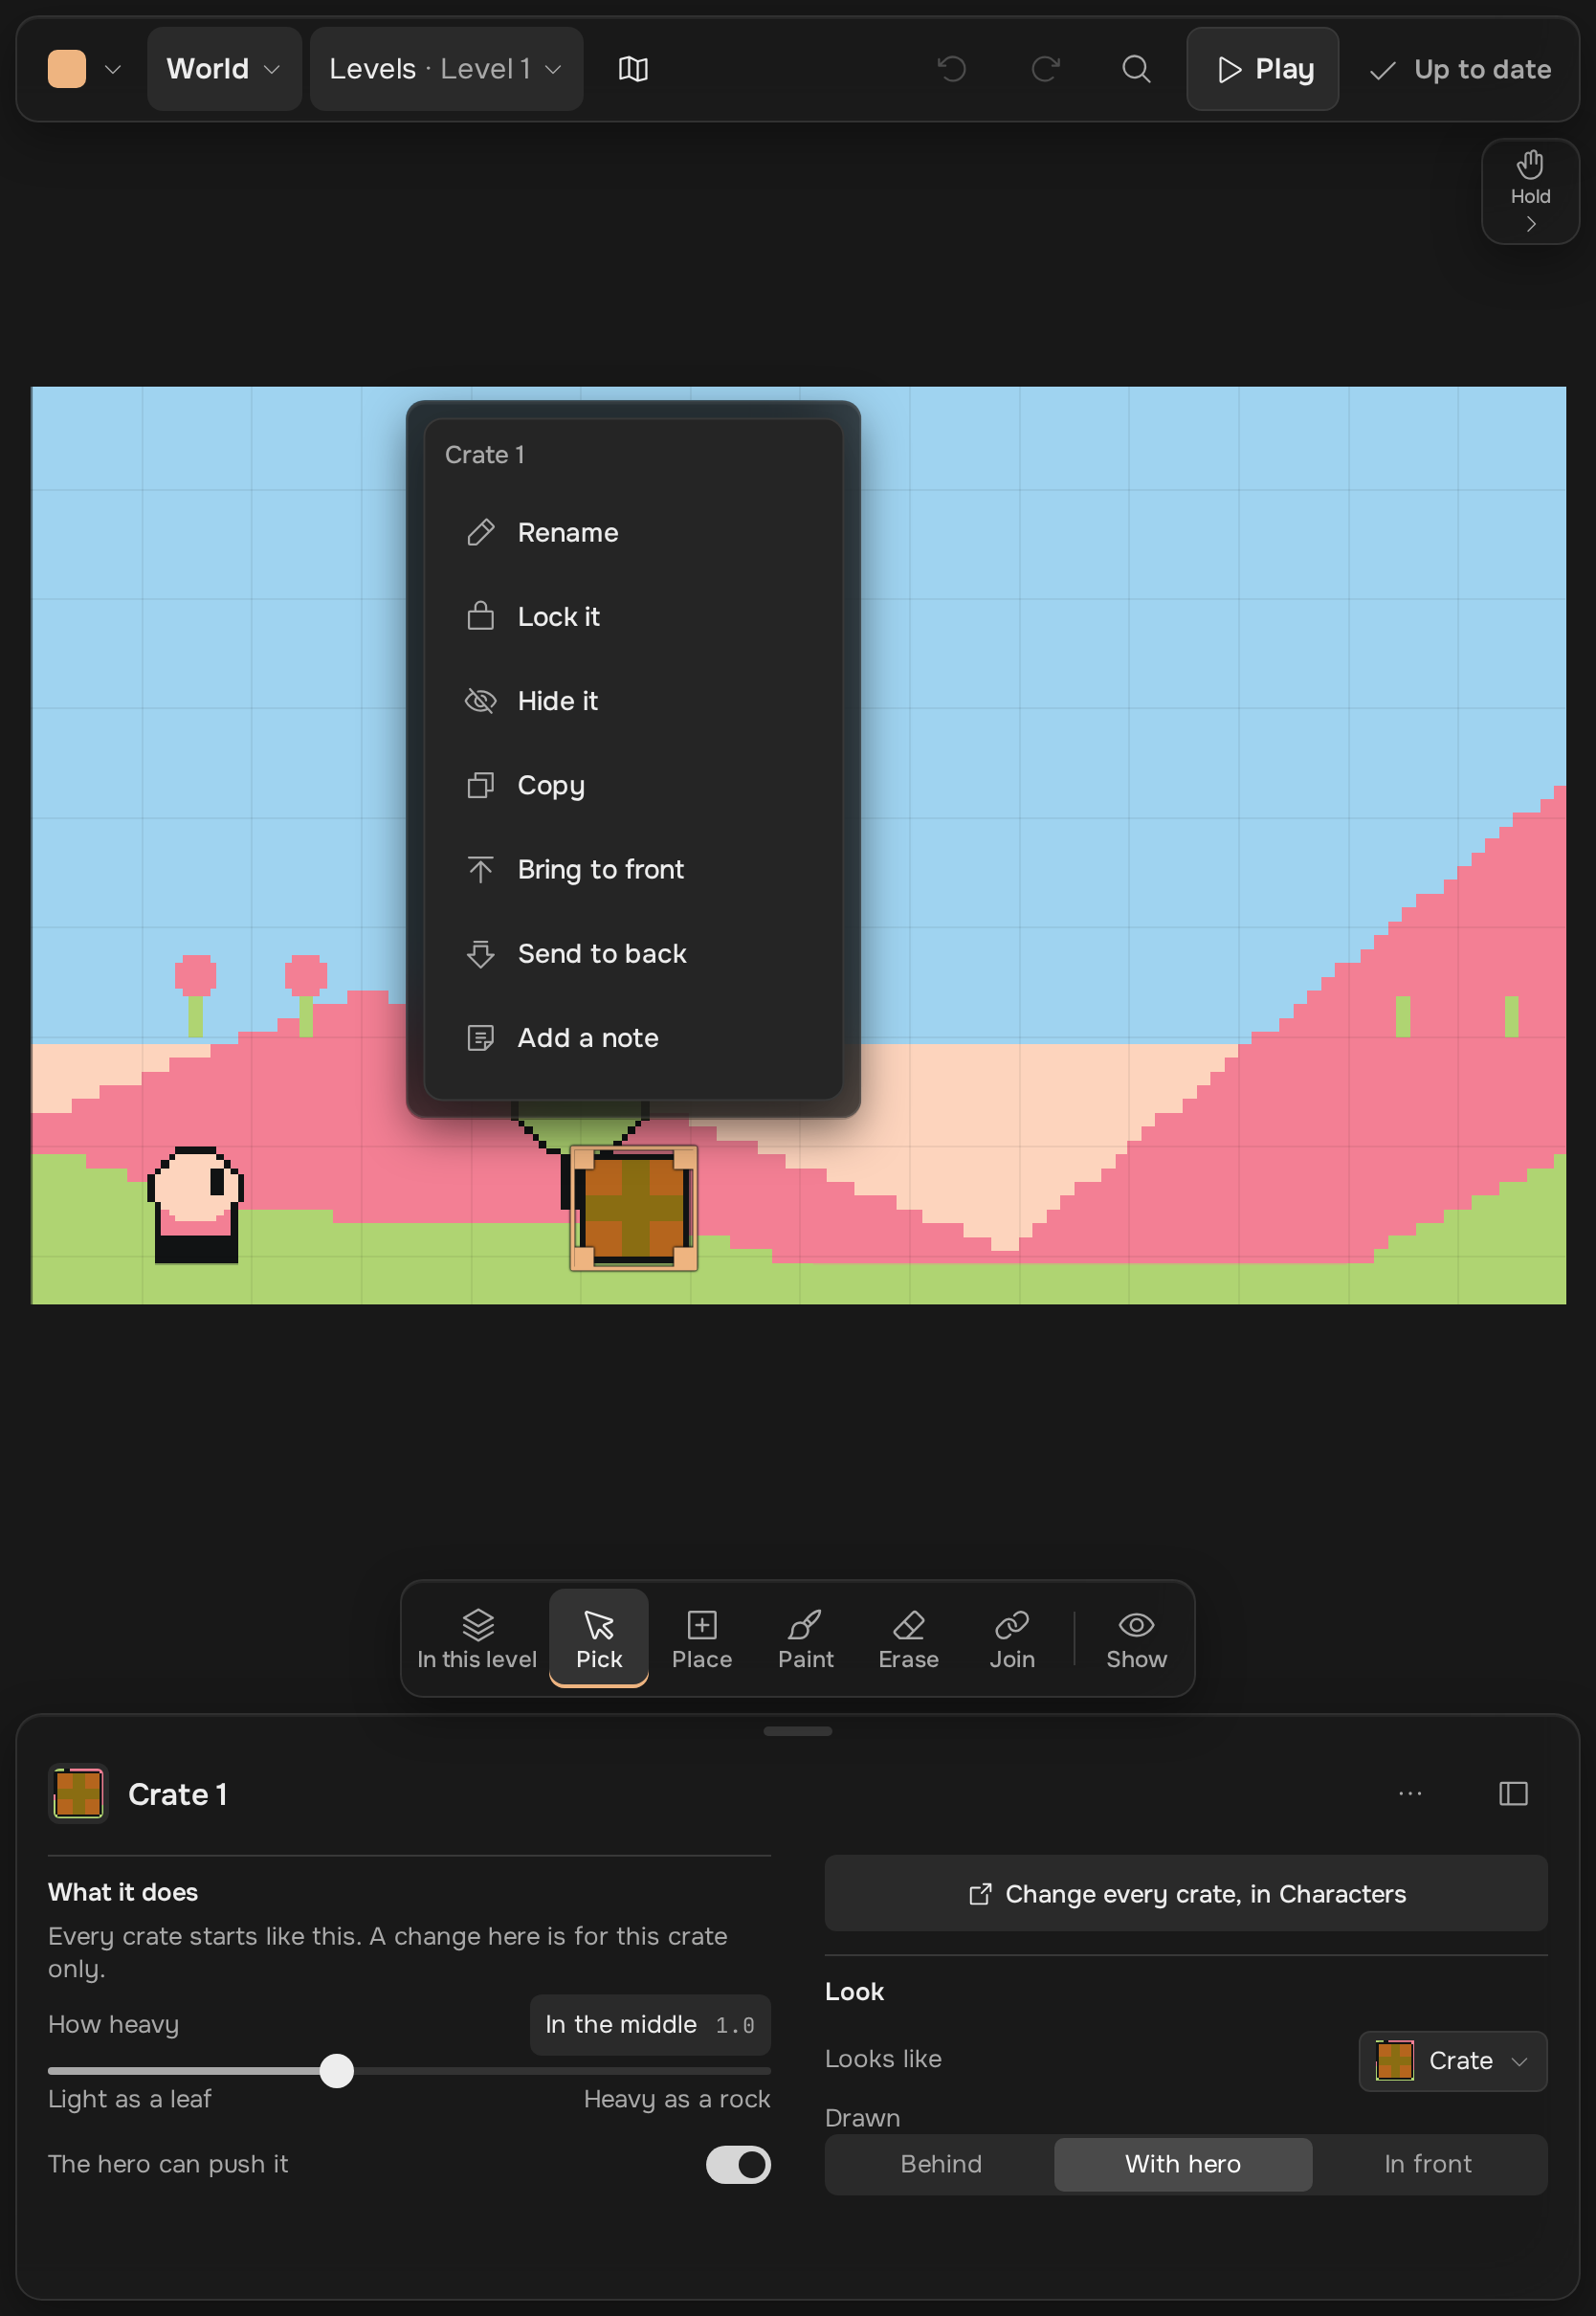 World
Levels · Level 1
Play
Up to date
Hold
Crate 1
Rename
Lock it
Hide it
Copy
Bring to front
Send to back
Add a note
In this level
Pick
Place
Paint
Erase
Join
Show
Crate 1
What it does
Every crate starts like this. A change here is for this crate
only.
How heavy
In the middle 1.0
Light as a leaf
Heavy as a rock
The hero can push it
Change every crate, in Characters
Look
Looks like
Crate
Drawn
Behind
With hero
In front